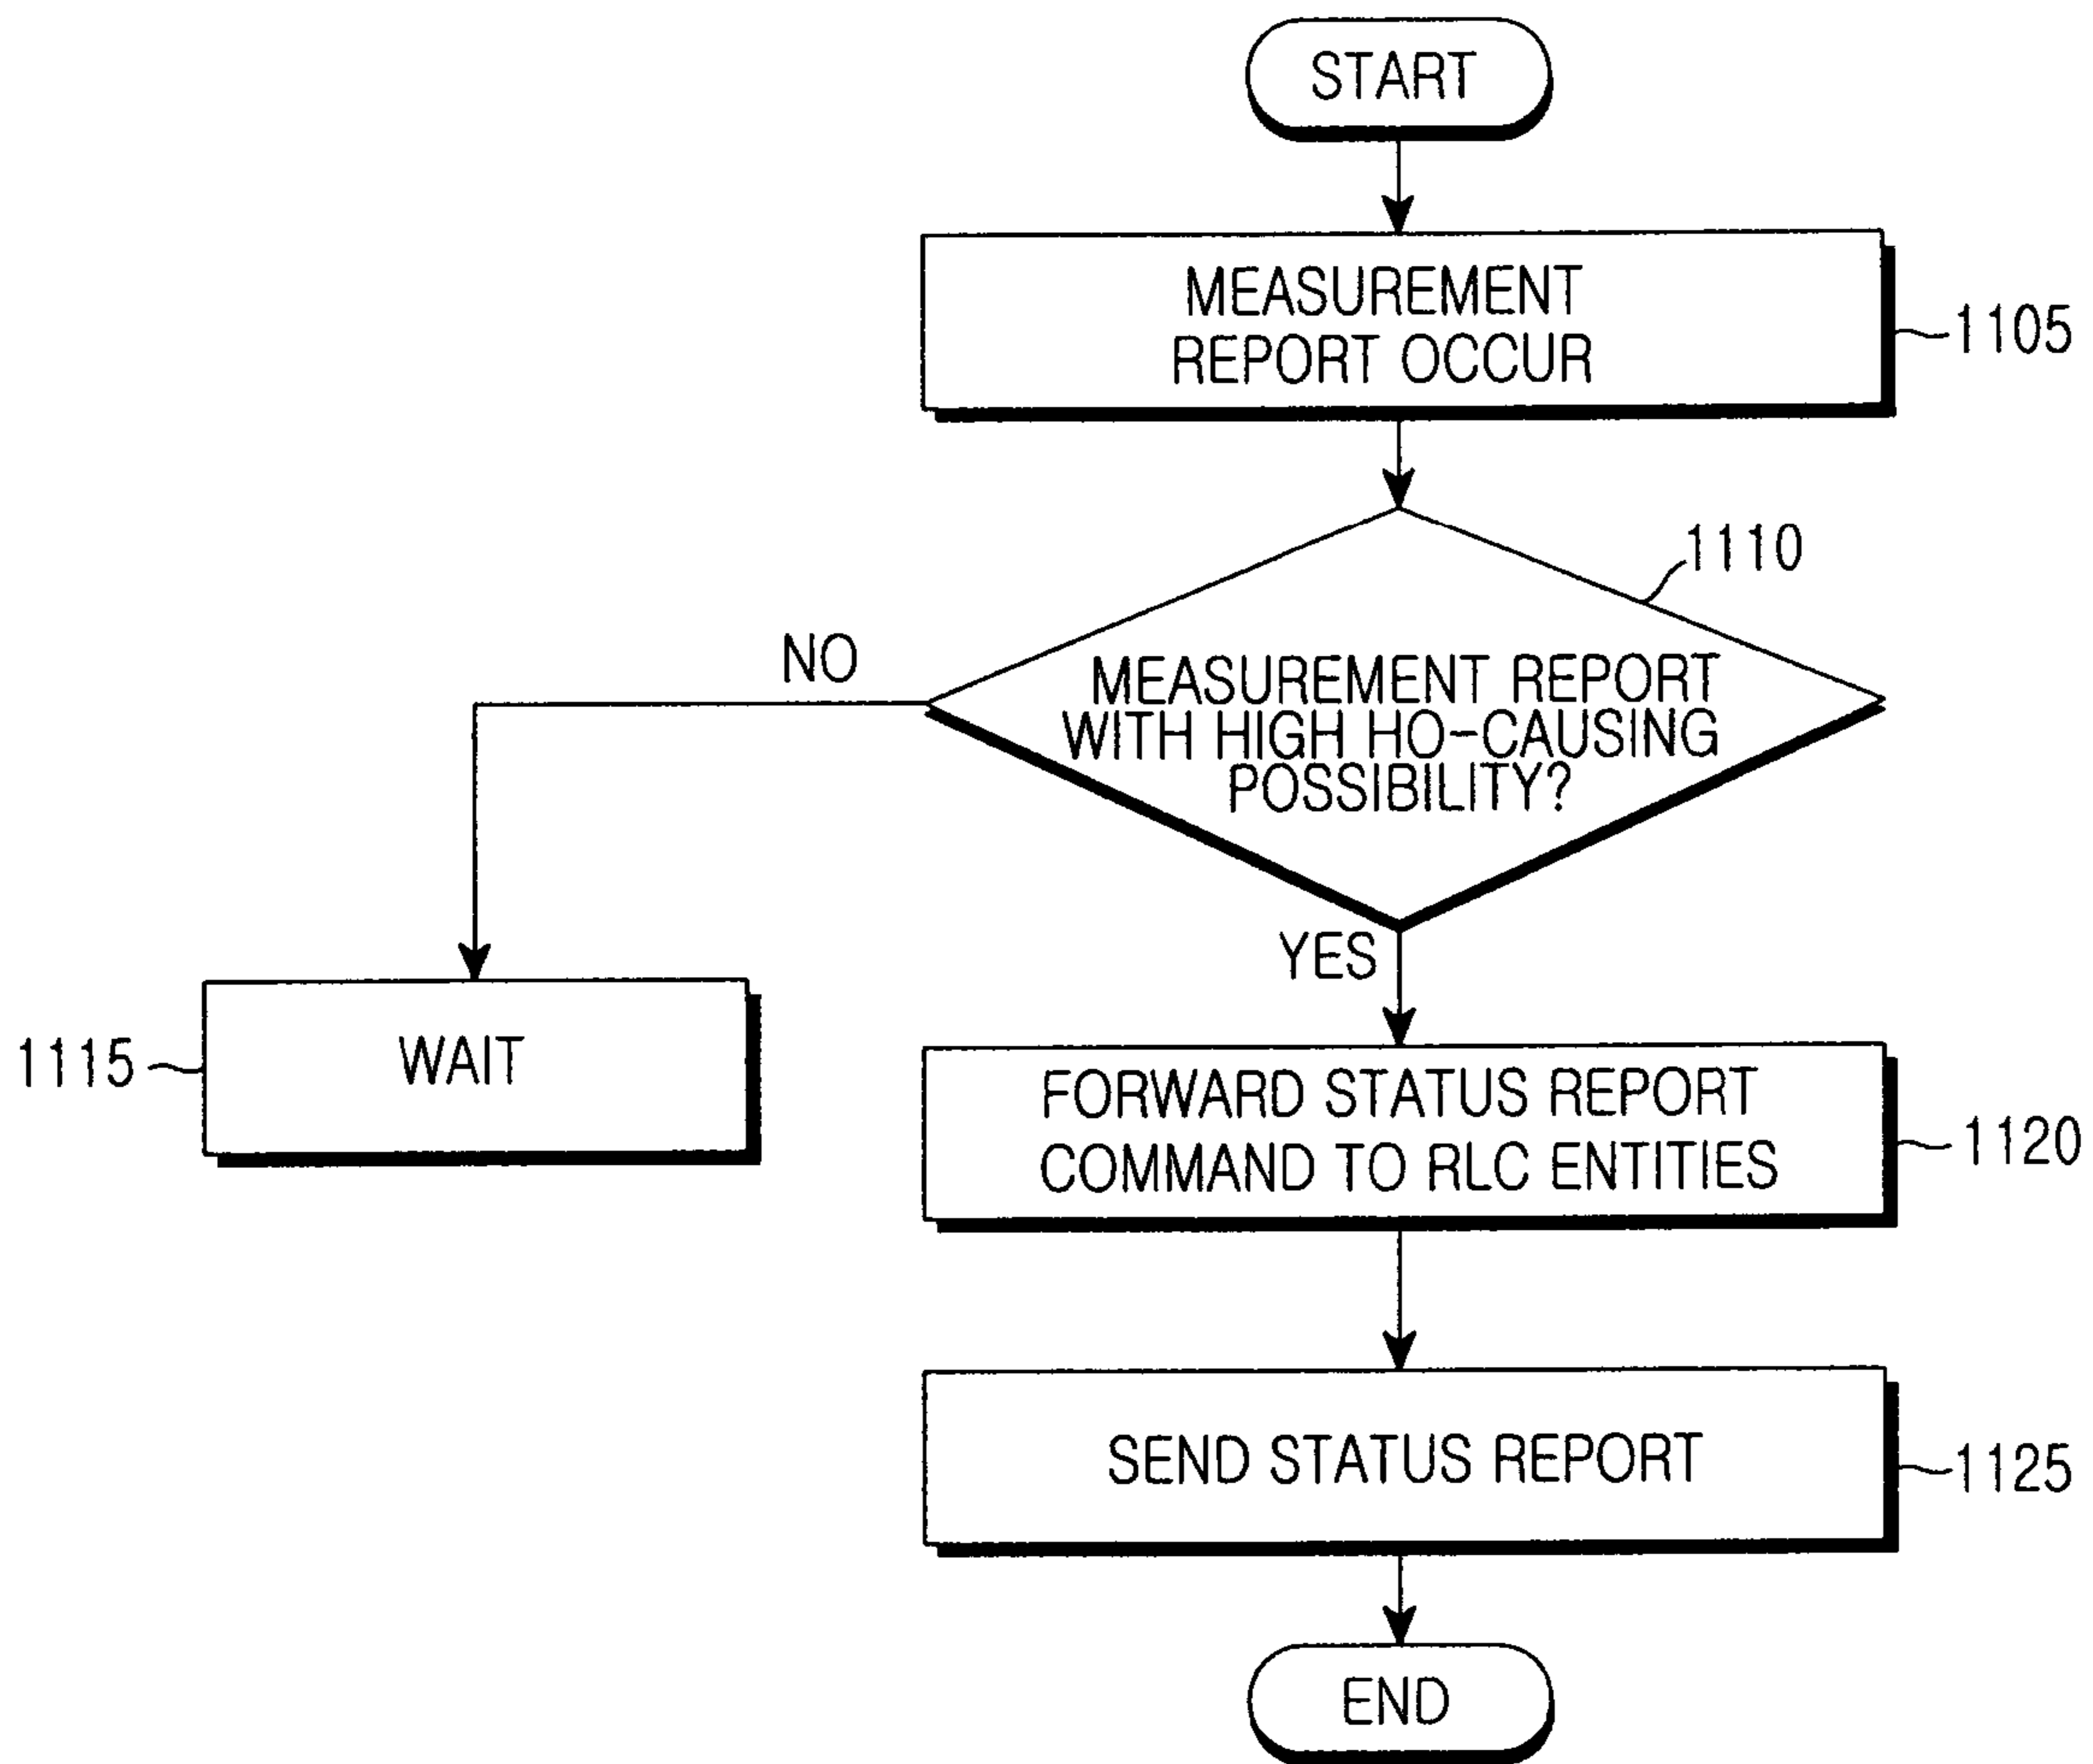 START
MEASUREMENT
REPORT OCCUR
1105
1110
NO
MEASUREMENT REPORT
WITH HIGH HO-CAUSING
POSSIBILITY?
YES
1115
WAIT
FORWARD STATUS REPORT
COMMAND TO RLC ENTITIES
1120
SEND STATUS REPORT
1125
END